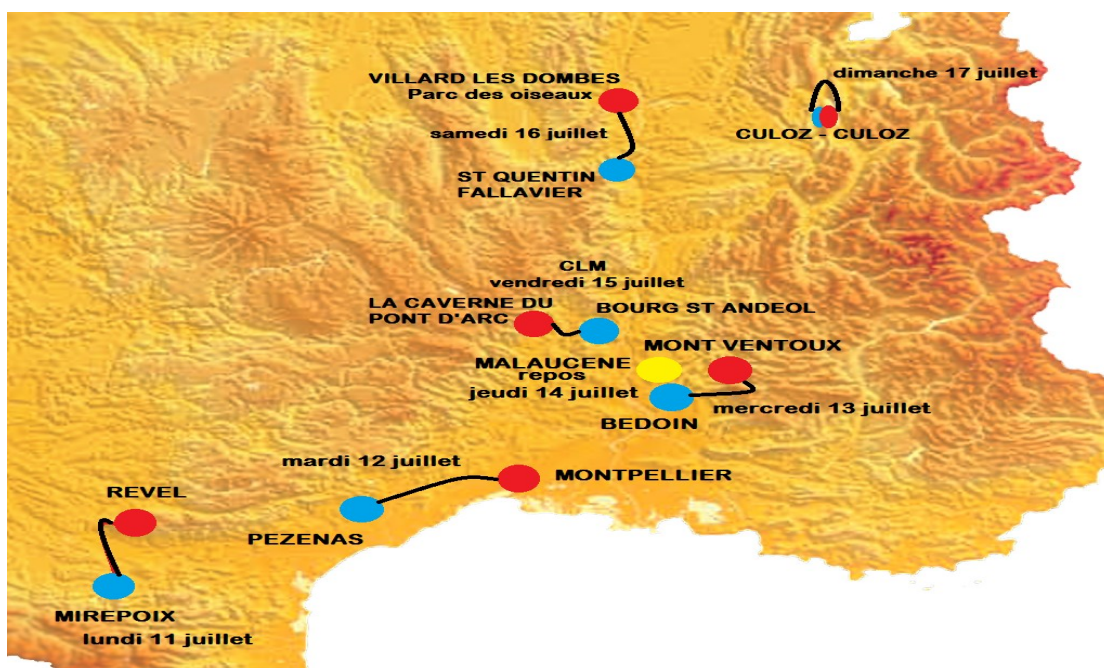 VILLARD LES DOMBES
Parc des oiseaux
samedi 16 juillet
ST QUENTIN
FALLAVIER
dimanche 17 juillet
CULOZ - CULOZ
CLM
vendredi 15 juillet
LA CAVERNE DU
PONT D'ARC
BOURG ST ANDEOL
MONT VENTOUX
MALAUCENE
repos
jeudi 14 juillet
mercredi 13 juillet
BEDOIN
mardi 12 juillet
MONTPELLIER
REVEL
PEZENAS
MIREPOIX
lundi 11 juillet